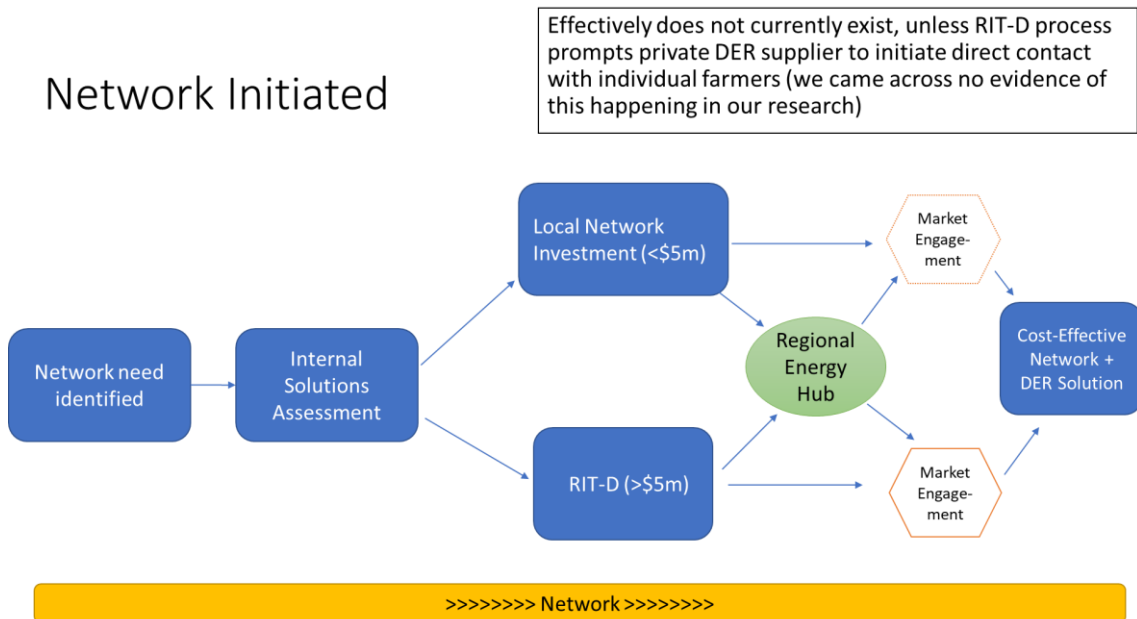 Effectively does not currently exist, unless RIT-D process
prompts private DER supplier to initiate direct contact
with individual farmers (we came across no evidence of
this happening in our research)
Network Initiated
Local Network
Investment (<$5m)
Market
Engage-
ment
Network need
identified
Internal
Solutions
Assessment
Regional
Energy
Hub
Cost-Effective
Network +
DER Solution
RIT-D (>$5m)
Market
Engage-
ment
>>>>>>>> Network >>>>>>>>